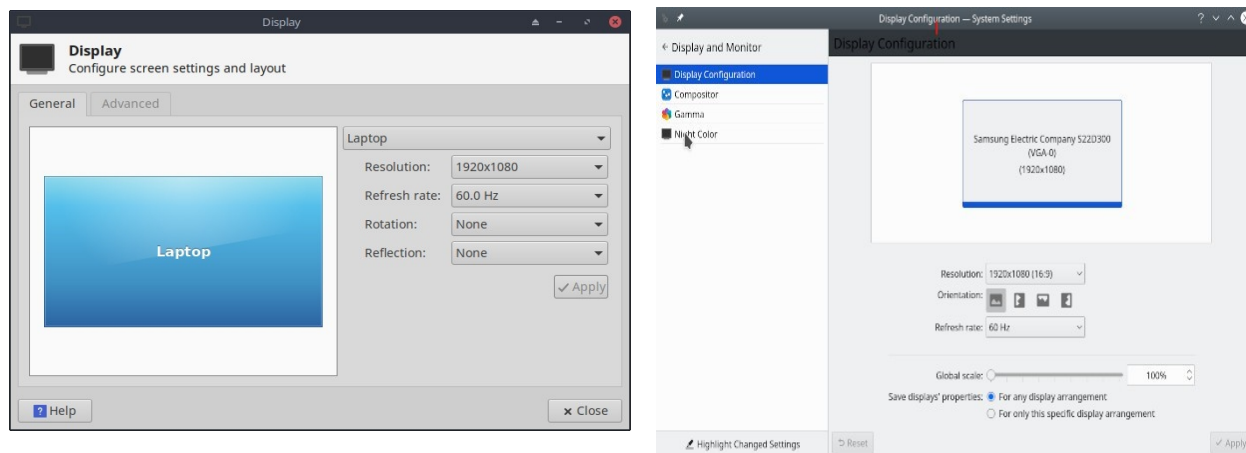 Display
Display
Configure screen settings and layout
General Advanced
Laptop
Laptop
Resolution: 1920x1080
Refresh rate: 60.0 Hz
Rotation: None
Reflection: None
Apply
? Help
x Close
Display Configuration — System Settings
?
Display and Monitor
Display Configuration
Compositor
Gamma
Night Color
Highlight Changed Settings
Display Configuration
Samsung Electric Company S22D300
(VGA-0)
(1920x1080)
Resolution: 1920x1080 (16:9)
Orientation:
Refresh rate: 60 Hz
Global scale: 100%
Save displays' properties: For any display arrangement
For only this specific display arrangement
Reset
Apply